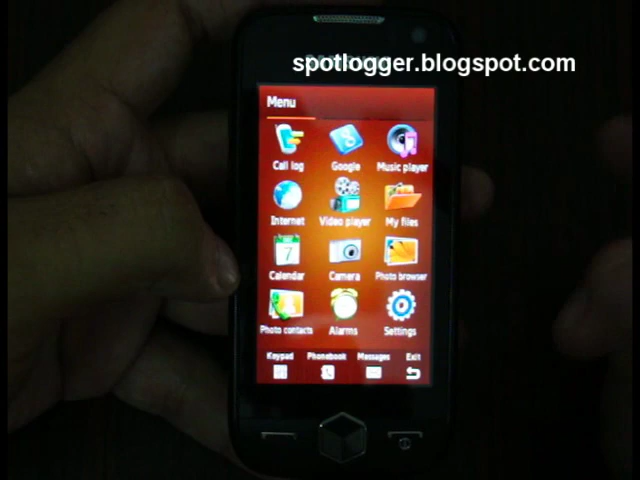 spotlogger.blogspot.com
Menu
Call log Google Music player
Internet Video player My files
7
Calendar Camera Photo browser
Photo contacts Alarms Settings
Keypad Phonebook Messages Exit